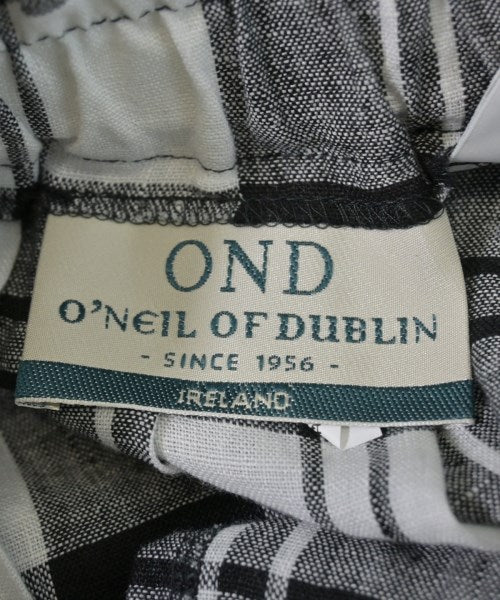 OND
O'NEIL OF DUBLIN
- SINCE 1956 -
IRELAND